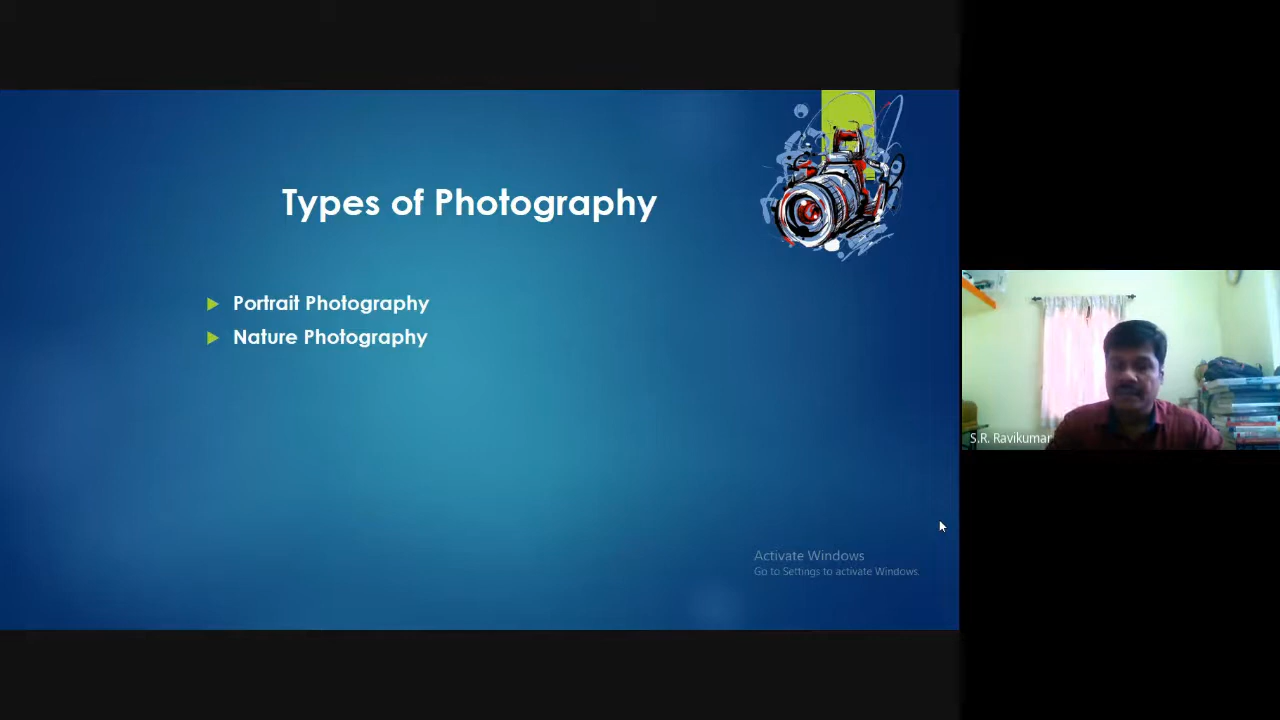 Types of Photography
Portrait Photography
Nature Photography
S.R. Ravikumar
Activate Windows
Go to Settings to activate Windows.